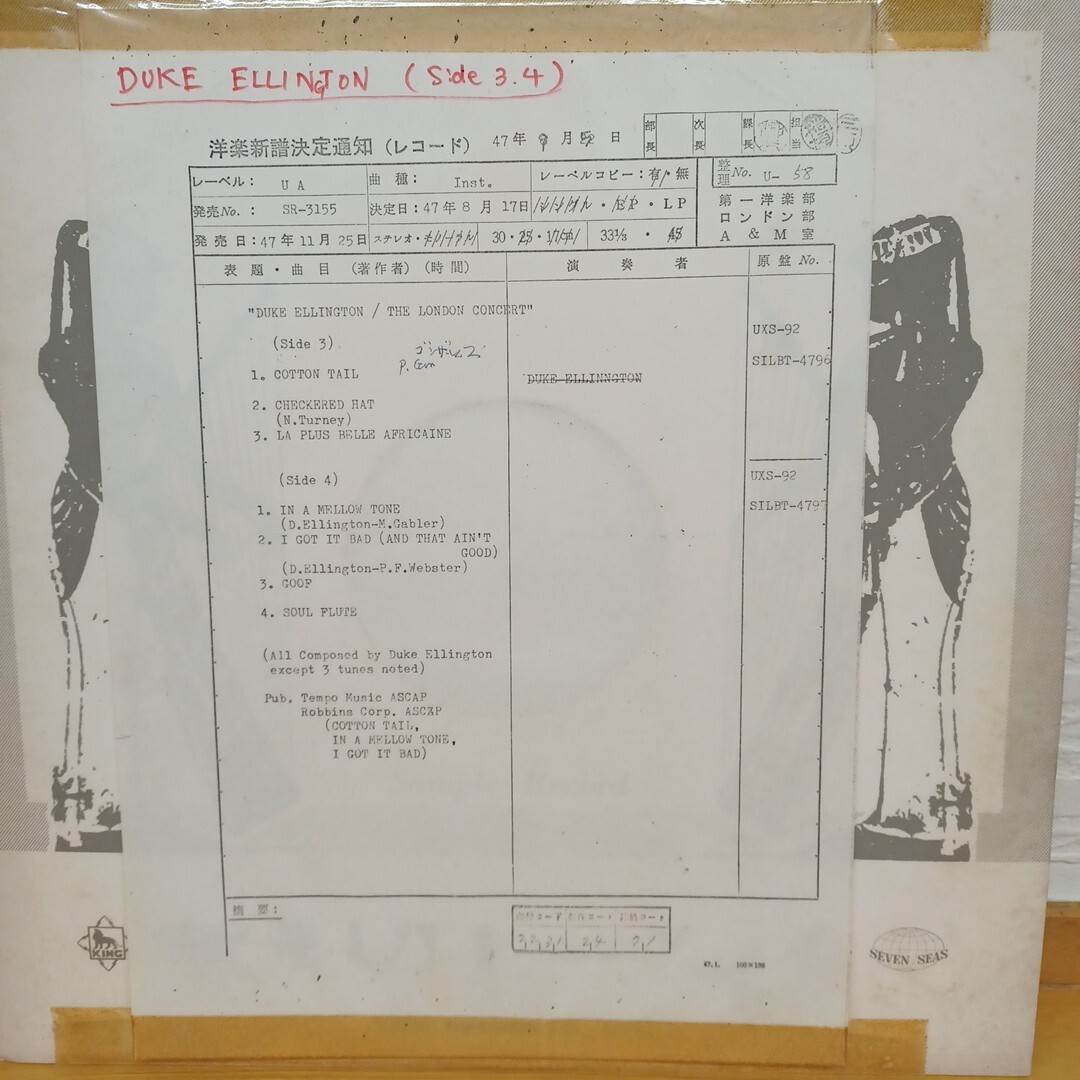 DUKE ELLINGTON (Side 3.4)
洋楽新譜決定通知 (レコード) 47年 月 日
部長 次長 課長 担当
レーベル: U A 曲種: Inst. レーベルコピー: 有・無
整理No. U- 58
発売No.: SR-3155 決定日: 47年8月17日 ・EP・LP
発売日: 47年11月25日 ステレオ・ 30・25・17cm 33⅓・45
第一洋楽部
ロンドン部
A&M室
表題・曲目 (著作者) (時間) 演奏者 原盤No.
"DUKE ELLINGTON / THE LONDON CONCERT"
UXS-92
(Side 3)
ゴンザレス
P. Gon
SILBT-4796
1. COTTON TAIL
DUKE ELLINNGTON
2. CHECKERED HAT
(N.Turney)
3. LA PLUS BELLE AFRICAINE
(Side 4)
UXS-92
SILBT-4797
1. IN A MELLOW TONE
(D.Ellington-M.Gabler)
2. I GOT IT BAD (AND THAT AIN'T
GOOD)
(D.Ellington-P.F.Webster)
3. GOOF
4. SOUL FLUTE
(All Composed by Duke Ellington
except 3 tunes noted)
Pub. Tempo Music ASCAP
Robbins Corp. ASCAP
(COTTON TAIL,
IN A MELLOW TONE,
I GOT IT BAD)
摘要:
KING
SEVEN SEAS